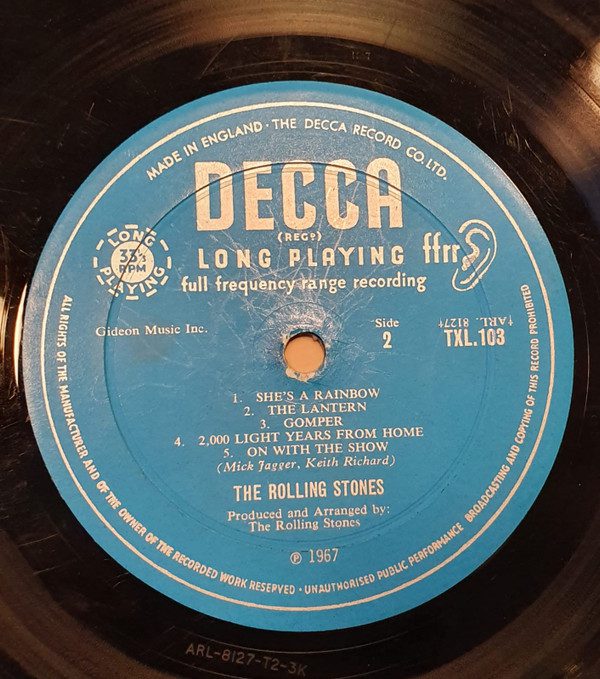 MADE IN ENGLAND · THE DECCA RECORD CO. LTD.
DECCA
(REGD)
LONG PLAYING
33⅓
RPM
LONG PLAYING
ffrr
full frequency range recording
Gideon Music Inc.
Side
2
†ARL. 8127†
TXL.103
1. SHE'S A RAINBOW
2. THE LANTERN
3. GOMPER
4. 2,000 LIGHT YEARS FROM HOME
5. ON WITH THE SHOW
(Mick Jagger, Keith Richard)
THE ROLLING STONES
Produced and Arranged by:
The Rolling Stones
℗ 1967
ALL RIGHTS OF THE MANUFACTURER AND OF THE OWNER OF THE RECORDED WORK RESERVED · UNAUTHORISED PUBLIC PERFORMANCE BROADCASTING AND COPYING OF THIS RECORD PROHIBITED
ARL-8127-T2-3K